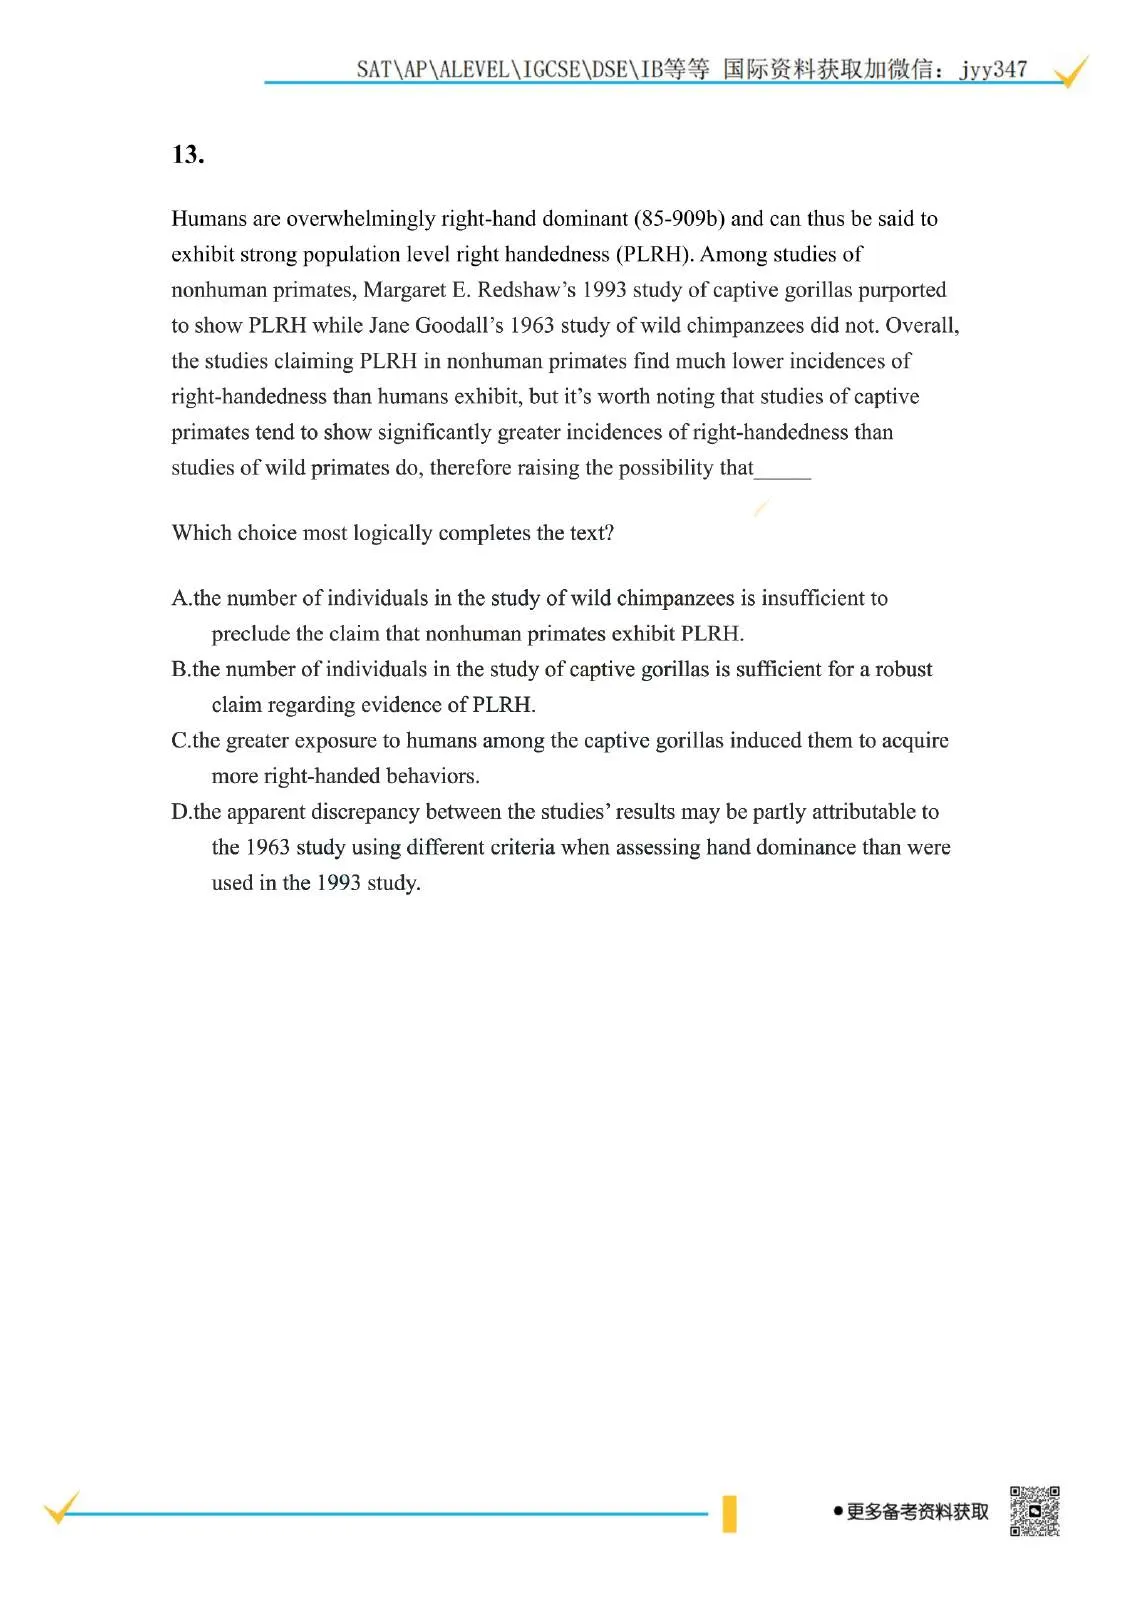 SAT\AP\ALEVEL\IGCSE\DSE\IB等等 国际资料获取加微信：jyy347
13.
Humans are overwhelmingly right-hand dominant (85-909b) and can thus be said to
exhibit strong population level right handedness (PLRH). Among studies of
nonhuman primates, Margaret E. Redshaw’s 1993 study of captive gorillas purported
to show PLRH while Jane Goodall’s 1963 study of wild chimpanzees did not. Overall,
the studies claiming PLRH in nonhuman primates find much lower incidences of
right-handedness than humans exhibit, but it’s worth noting that studies of captive
primates tend to show significantly greater incidences of right-handedness than
studies of wild primates do, therefore raising the possibility that_____
Which choice most logically completes the text?
A.the number of individuals in the study of wild chimpanzees is insufficient to
preclude the claim that nonhuman primates exhibit PLRH.
B.the number of individuals in the study of captive gorillas is sufficient for a robust
claim regarding evidence of PLRH.
C.the greater exposure to humans among the captive gorillas induced them to acquire
more right-handed behaviors.
D.the apparent discrepancy between the studies’ results may be partly attributable to
the 1963 study using different criteria when assessing hand dominance than were
used in the 1993 study.
●更多备考资料获取